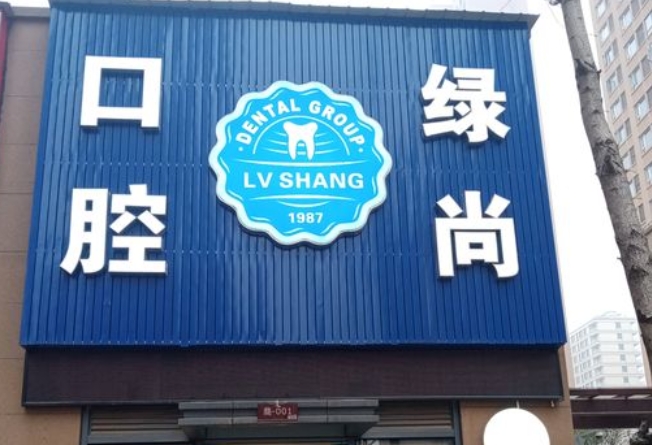 绿尚
口腔
DENTAL GROUP
LV SHANG
1987